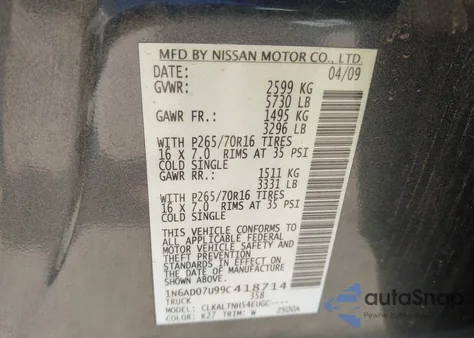 MFD BY NISSAN MOTOR CO., LTD.
DATE: 04/09
GVWR: 2599 KG
5730 LB
GAWR FR.: 1495 KG
3296 LB
WITH P265/70R16 TIRES
16 X 7.0 RIMS AT 35 PSI
COLD SINGLE
GAWR RR.: 1511 KG
3331 LB
WITH P265/70R16 TIRES
16 X 7.0 RIMS AT 35 PSI
COLD SINGLE
THIS VEHICLE CONFORMS TO
ALL APPLICABLE FEDERAL
MOTOR VEHICLE SAFETY AND
THEFT PREVENTION
STANDARDS IN EFFECT ON
THE DATE OF MANUFACTURE
SHOWN ABOVE.
1N6AD07U99C418714
TRUCK 358
MODEL: CLKALTNHS4EUGC----
COLOR: K27 TRIM: W 2500A
autoSnap